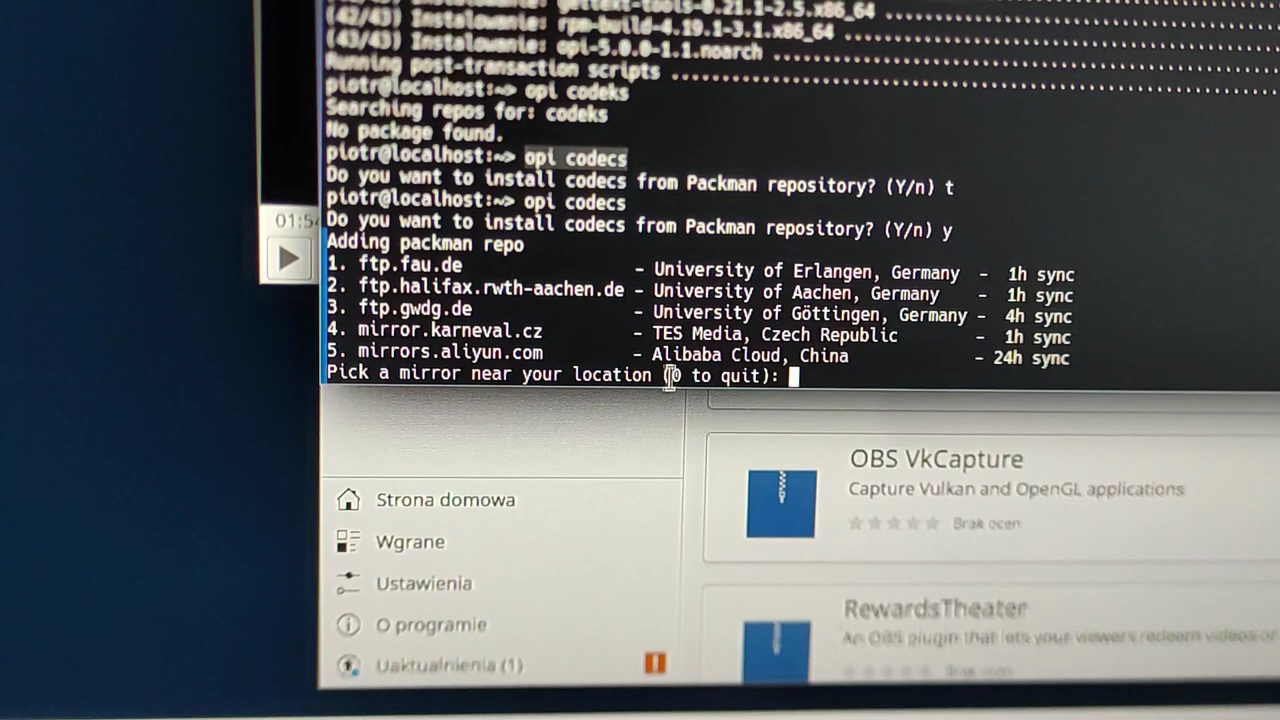 (42/43) Instalowanie: gettext-tools-0.21.1-2.5.x86_64 ....
(42/43) Instalowanie: rpm-build-4.19.1-3.1.x86_64 ....
(43/43) Instalowanie: opi-5.0.0-1.1.noarch ....
Running post-transaction scripts ....
piotr@localhost:~> opi codeks
Searching repos for: codeks
No package found.
piotr@localhost:~> opi codecs
Do you want to install codecs from Packman repository? (Y/n) t
piotr@localhost:~> opi codecs
Do you want to install codecs from Packman repository? (Y/n) y
Adding packman repo
1. ftp.fau.de - University of Erlangen, Germany - 1h sync
2. ftp.halifax.rwth-aachen.de - University of Aachen, Germany - 1h sync
3. ftp.gwdg.de - University of Göttingen, Germany - 4h sync
4. mirror.karneval.cz - TES Media, Czech Republic - 1h sync
5. mirrors.aliyun.com - Alibaba Cloud, China - 24h sync
Pick a mirror near your location (0 to quit):
01:54
OBS VkCapture
Capture Vulkan and OpenGL applications
Brak ocen
RewardsTheater
An OBS plugin that lets your viewers redeem videos or
Brak ocen
Strona domowa
Wgrane
Ustawienia
O programie
Uaktualnienia (1)